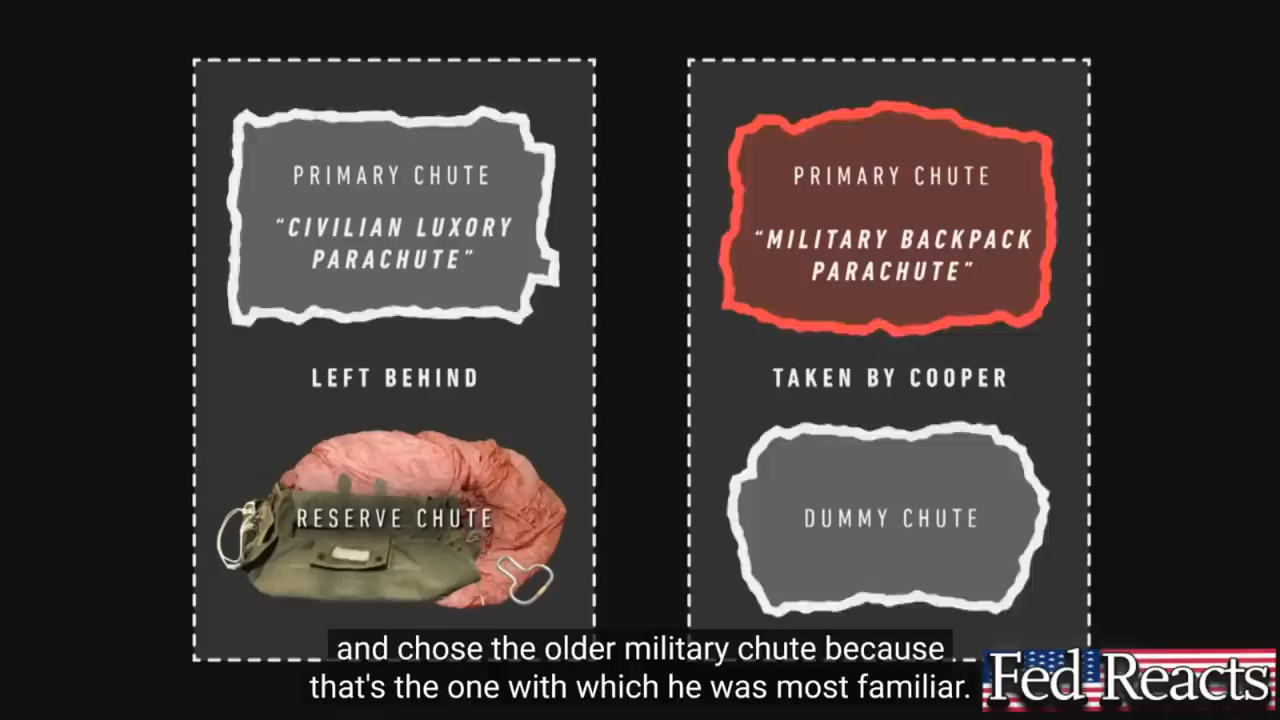 PRIMARY CHUTE
“CIVILIAN LUXORY
PARACHUTE”
LEFT BEHIND
RESERVE CHUTE
PRIMARY CHUTE
“MILITARY BACKPACK
PARACHUTE”
TAKEN BY COOPER
DUMMY CHUTE
and chose the older military chute because
that's the one with which he was most familiar.
Fed Reacts